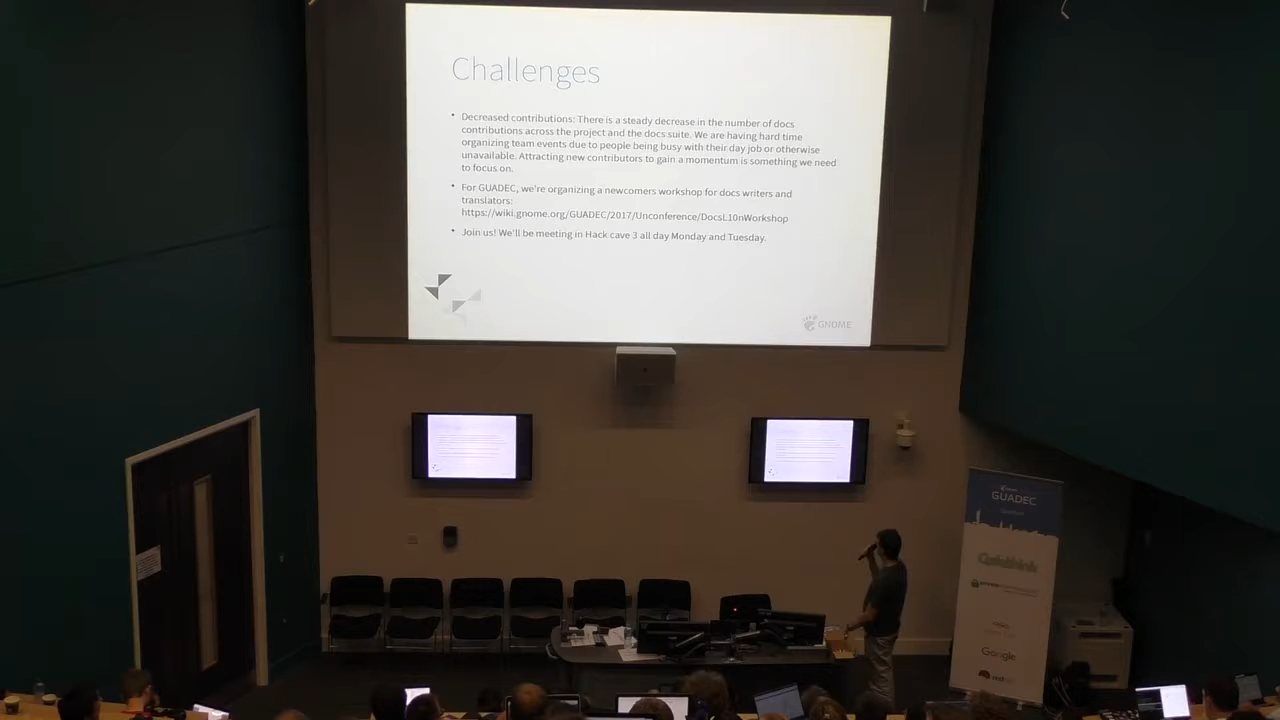 Challenges
• Decreased contributions: There is a steady decrease in the number of docs
contributions across the project and the docs suite. We are having hard time
organizing team events due to people being busy with their day job or otherwise
unavailable. Attracting new contributors to gain a momentum is something we need
to focus on.
• For GUADEC, we're organizing a newcomers workshop for docs writers and
translators:
https://wiki.gnome.org/GUADEC/2017/Unconference/DocsL10nWorkshop
• Join us! We'll be meeting in Hack cave 3 all day Monday and Tuesday.
GNOME
GUADEC
Codethink
Google